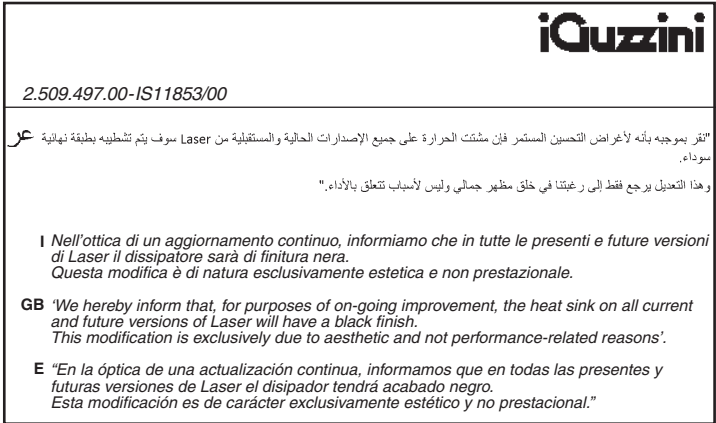 iGuzzini
2.509.497.00-IS11853/00
عر "نقر بموجبه بأنه لأغراض التحسين المستمر فإن مشتت الحرارة على جميع الإصدارات الحالية والمستقبلية من Laser سوف يتم تشطيبه بطبقة نهائية
سوداء.
وهذا التعديل يرجع فقط إلى رغبتنا في خلق مظهر جمالي وليس لأسباب تتعلق بالأداء."
I Nell'ottica di un aggiornamento continuo, informiamo che in tutte le presenti e future versioni
di Laser il dissipatore sarà di finitura nera.
Questa modifica è di natura esclusivamente estetica e non prestazionale.
GB 'We hereby inform that, for purposes of on-going improvement, the heat sink on all current
and future versions of Laser will have a black finish.
This modification is exclusively due to aesthetic and not performance-related reasons'.
E “En la óptica de una actualización continua, informamos que en todas las presentes y
futuras versiones de Laser el disipador tendrá acabado negro.
Esta modificación es de carácter exclusivamente estético y no prestacional.”